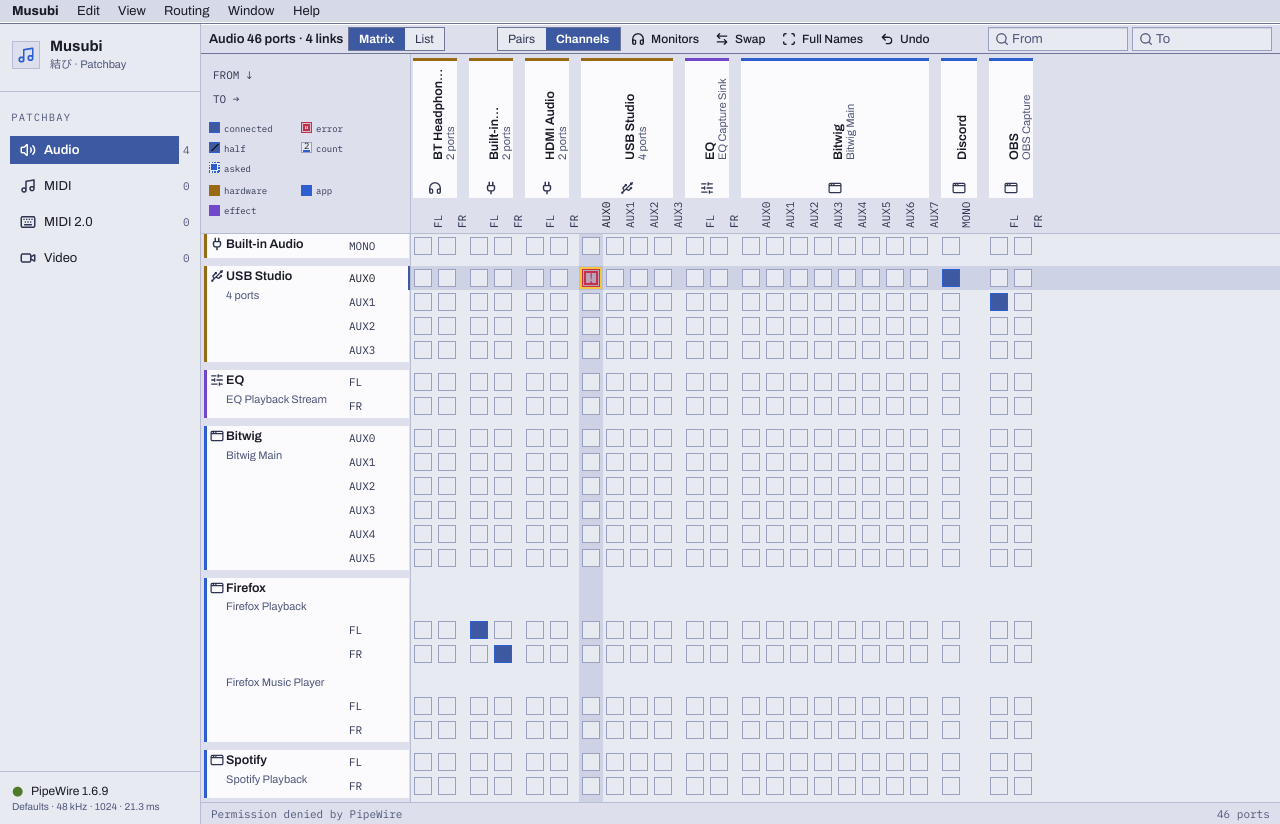 Musubi Edit View Routing Window Help
Musubi
結び · Patchbay
PATCHBAY
Audio 4
MIDI 0
MIDI 2.0 0
Video 0
PipeWire 1.6.9
Defaults · 48 kHz · 1024 · 21.3 ms
Audio 46 ports · 4 links Matrix List Pairs Channels Monitors Swap Full Names Undo From To
FROM ↓
TO →
connected error
half 2 count
asked
hardware app
effect
BT Headphon…
2 ports
Built-in…
2 ports
HDMI Audio
2 ports
USB Studio
4 ports
EQ
EQ Capture Sink
Bitwig
Bitwig Main
Discord
OBS
OBS Capture
FL FR FL FR FL FR AUX0 AUX1 AUX2 AUX3 FL FR AUX0 AUX1 AUX2 AUX3 AUX4 AUX5 AUX6 AUX7 MONO FL FR
Built-in Audio MONO
USB Studio AUX0
!
4 ports
AUX1
AUX2
AUX3
EQ FL
EQ Playback Stream
FR
Bitwig AUX0
Bitwig Main
AUX1
AUX2
AUX3
AUX4
AUX5
Firefox
Firefox Playback
FL
FR
Firefox Music Player
FL
FR
Spotify FL
Spotify Playback
FR
Permission denied by PipeWire 46 ports